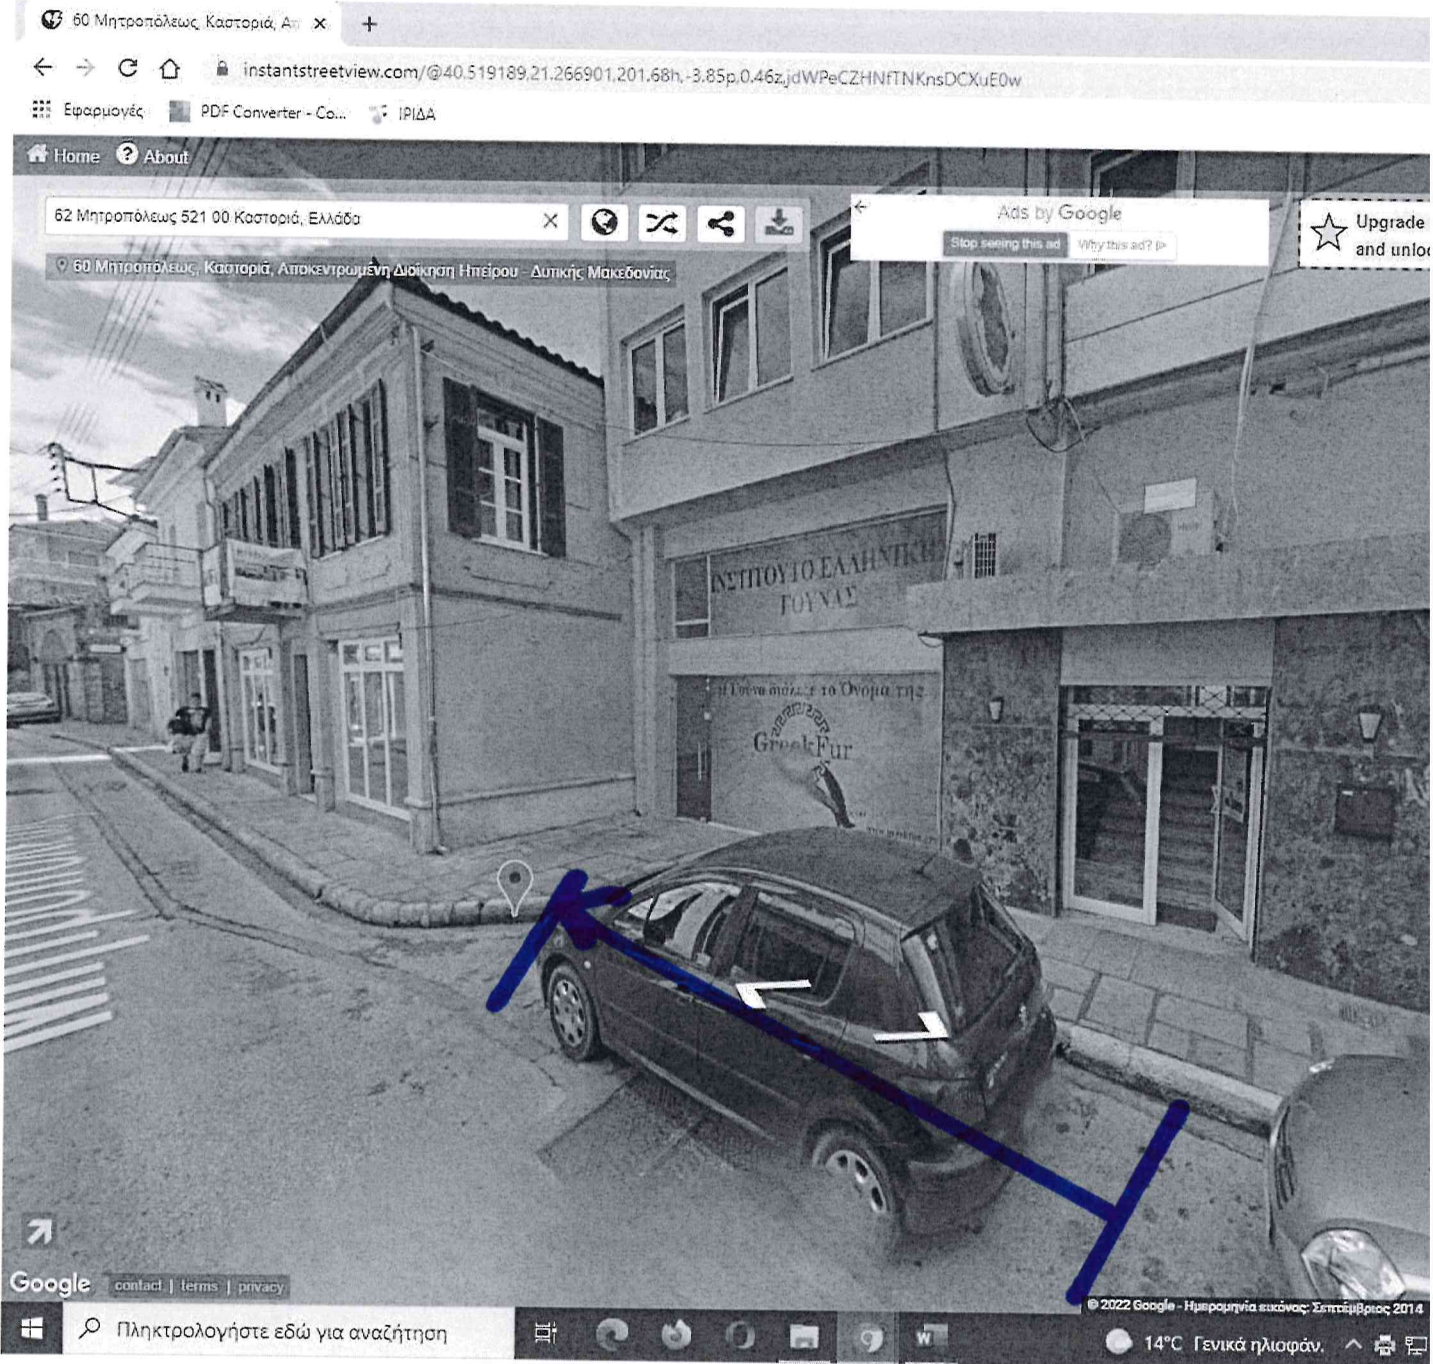 60 Μητροπόλεως, Καστοριά, Απ
instantstreetview.com/@40.519189,21.266901,201.68h,-3.85p,0.46z,jdWPeCZHNfTNKnsDCXuE0w
Εφαρμογές PDF Converter - Co... ΙΡΙΔΑ
Home About
62 Μητροπόλεως 521 00 Καστοριά, Ελλάδα
Ads by Google
Stop seeing this ad Why this ad?
Upgrade
and unloc
60 Μητροπόλεως, Καστοριά, Αποκεντρωμένη Διοίκηση Ηπείρου - Δυτικής Μακεδονίας
ΙΝΣΤΙΤΟΥΤΟ ΕΛΛΗΝΙΚΗΣ
ΓΟΥΝΑΣ
το Όνομα της
GreekFur
Google contact | terms | privacy
© 2022 Google - Ημερομηνία εικόνας: Σεπτέμβριος 2014
Πληκτρολογήστε εδώ για αναζήτηση
14°C Γενικά ηλιοφάν.